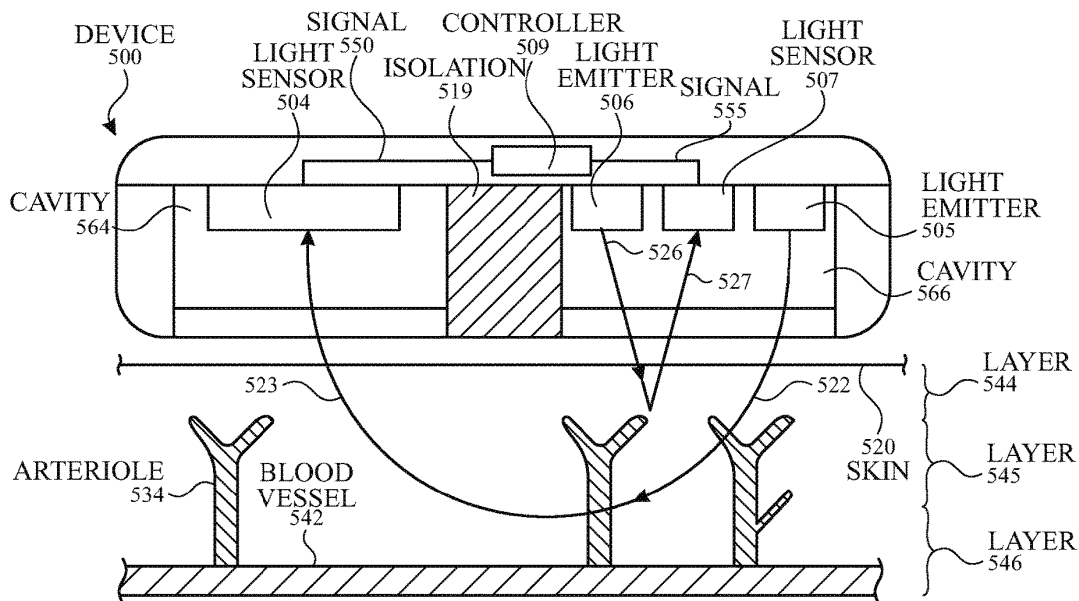 DEVICE
500
SIGNAL
550
LIGHT
SENSOR
504
ISOLATION
519
CONTROLLER
509
LIGHT
EMITTER
506
SIGNAL
555
LIGHT
SENSOR
507
CAVITY
564
LIGHT
EMITTER
505
526
527
CAVITY
566
523
522
520
SKIN
LAYER
544
ARTERIOLE
534
BLOOD
VESSEL
542
LAYER
545
LAYER
546